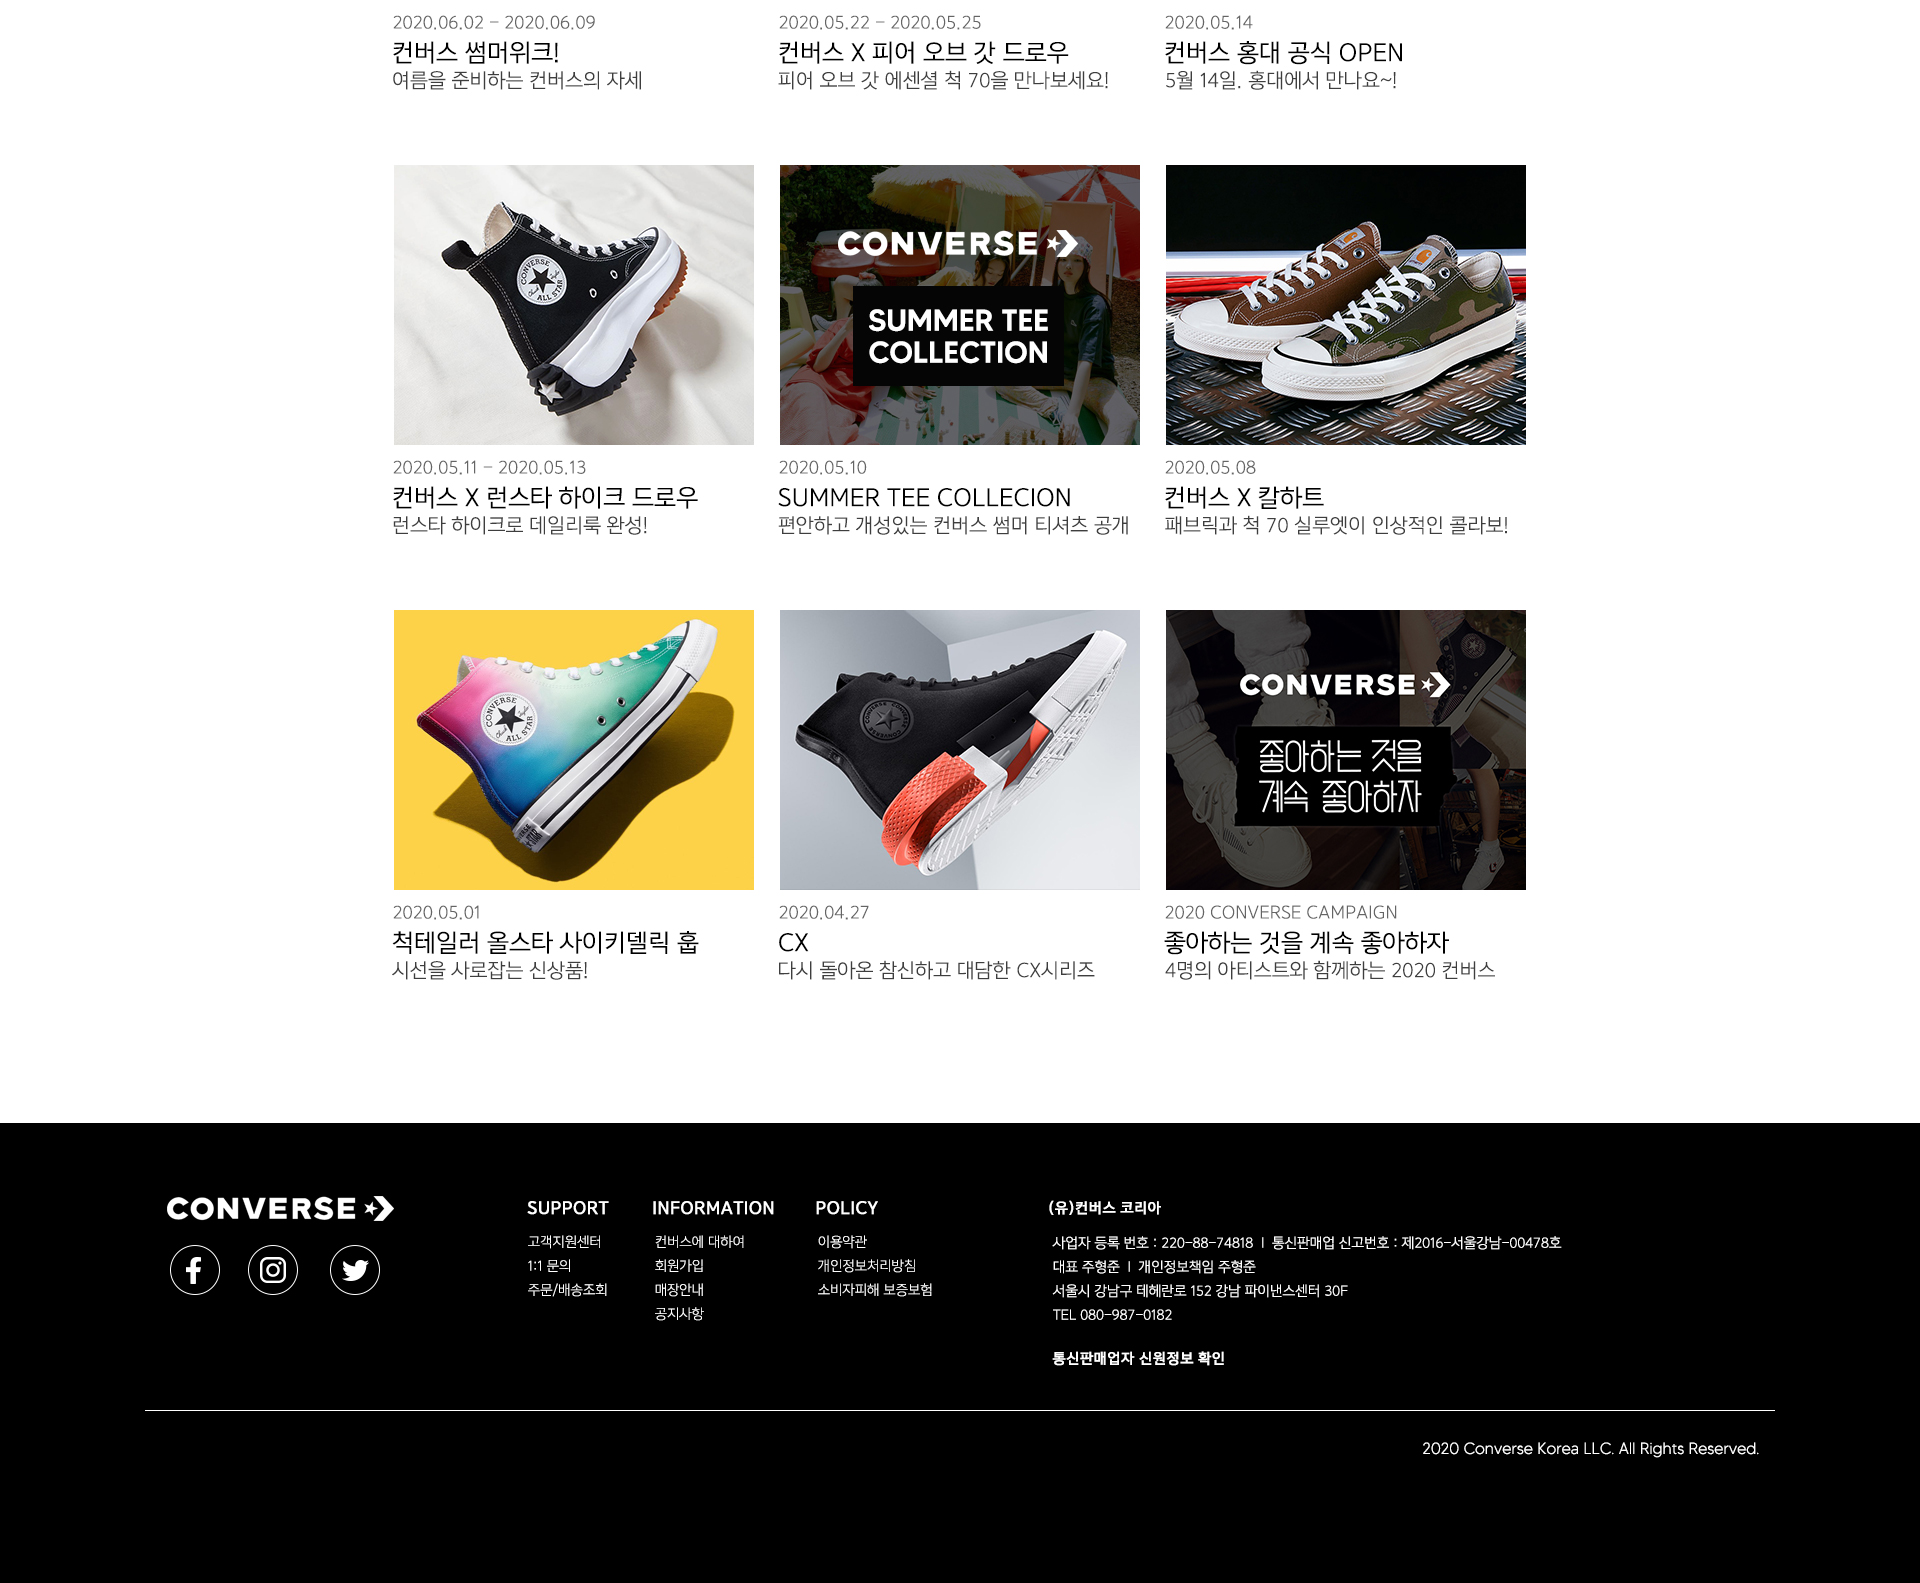 2020.06.02 - 2020.06.09
컨버스 썸머위크!
여름을 준비하는 컨버스의 자세
2020.05.22 - 2020.05.25
컨버스 X 피어 오브 갓 드로우
피어 오브 갓 에센셜 척 70을 만나보세요!
2020.05.14
컨버스 홍대 공식 OPEN
5월 14일. 홍대에서 만나요~!
CONVERSE
ALL STAR
2020.05.11 - 2020.05.13
컨버스 X 런스타 하이크 드로우
런스타 하이크로 데일리룩 완성!
CONVERSE
SUMMER TEE
COLLECTION
2020.05.10
SUMMER TEE COLLECION
편안하고 개성있는 컨버스 썸머 티셔츠 공개
2020.05.08
컨버스 X 칼하트
패브릭과 척 70 실루엣이 인상적인 콜라보!
CONVERSE
ALL STAR
2020.05.01
척테일러 올스타 사이키델릭 훕
시선을 사로잡는 신상품!
2020.04.27
CX
다시 돌아온 참신하고 대담한 CX시리즈
CONVERSE
좋아하는 것을
계속 좋아하자
2020 CONVERSE CAMPAIGN
좋아하는 것을 계속 좋아하자
4명의 아티스트와 함께하는 2020 컨버스
CONVERSE
SUPPORT
고객지원센터
1:1 문의
주문/배송조회
INFORMATION
컨버스에 대하여
회원가입
매장안내
공지사항
POLICY
이용약관
개인정보처리방침
소비자피해 보증보험
(유)컨버스 코리아
사업자 등록 번호 : 220-88-74818 | 통신판매업 신고번호 : 제2016-서울강남-00478호
대표 주형준 | 개인정보책임 주형준
서울시 강남구 테헤란로 152 강남 파이낸스센터 30F
TEL 080-987-0182
통신판매업자 신원정보 확인
2020 Converse Korea LLC. All Rights Reserved.